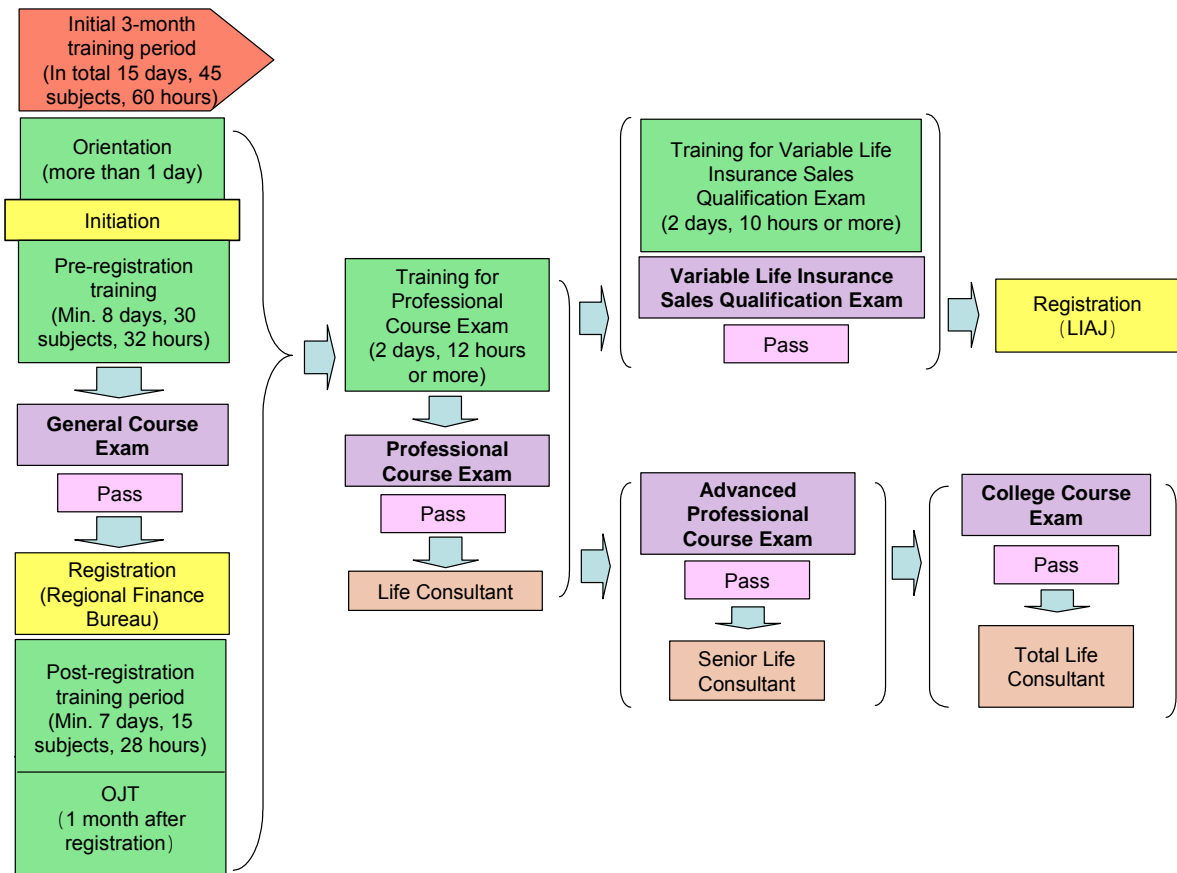 Initial 3-month
training period
(In total 15 days, 45
subjects, 60 hours)
Orientation
(more than 1 day)
Initiation
Pre-registration
training
(Min. 8 days, 30
subjects, 32 hours)
General Course
Exam
Pass
Registration
(Regional Finance
Bureau)
Post-registration
training period
(Min. 7 days, 15
subjects, 28 hours)
OJT
(1 month after
registration)
Training for
Professional
Course Exam
(2 days, 12 hours
or more)
Professional
Course Exam
Pass
Life Consultant
Training for Variable Life
Insurance Sales
Qualification Exam
(2 days, 10 hours or more)
Variable Life Insurance
Sales Qualification Exam
Pass
Registration
(LIAJ)
Advanced
Professional
Course Exam
Pass
Senior Life
Consultant
College Course
Exam
Pass
Total Life
Consultant